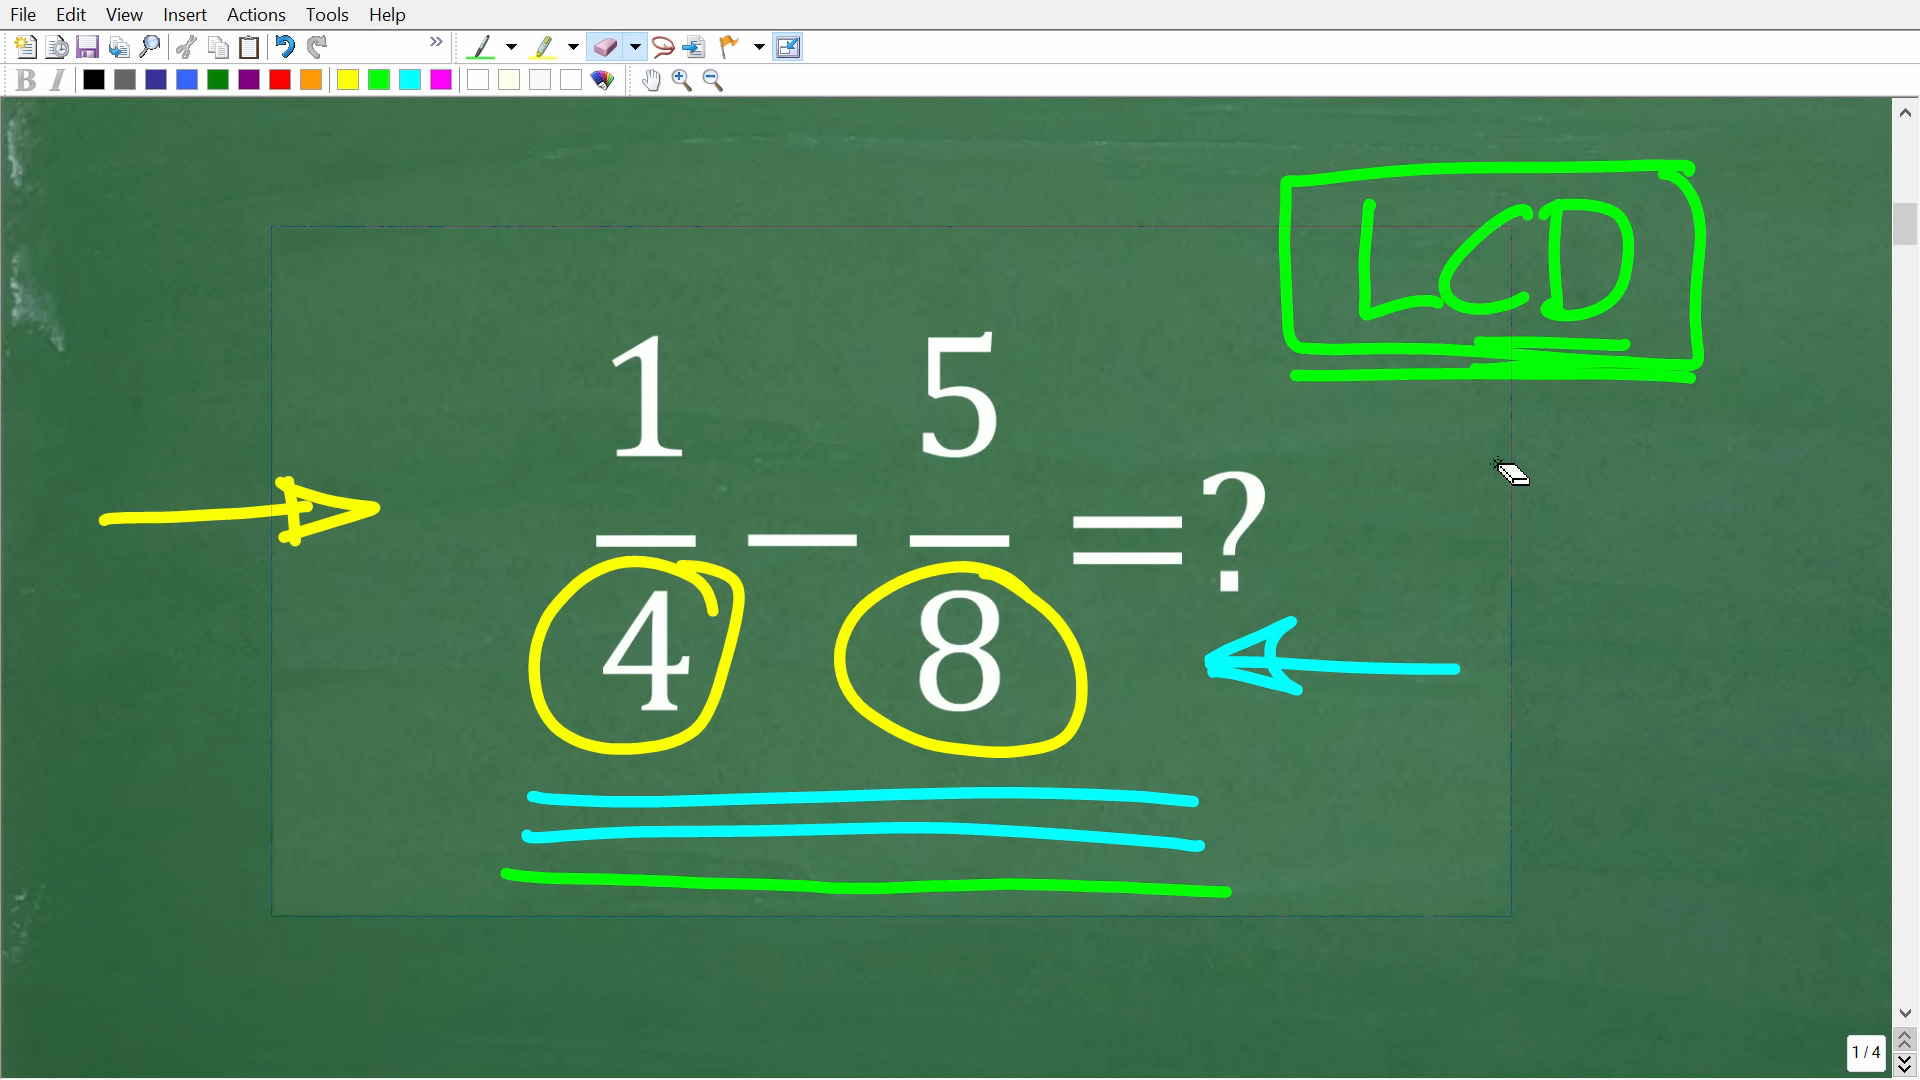 File Edit View Insert Actions Tools Help
B I
LCD
1/4 − 5/8 = ?
1 / 4